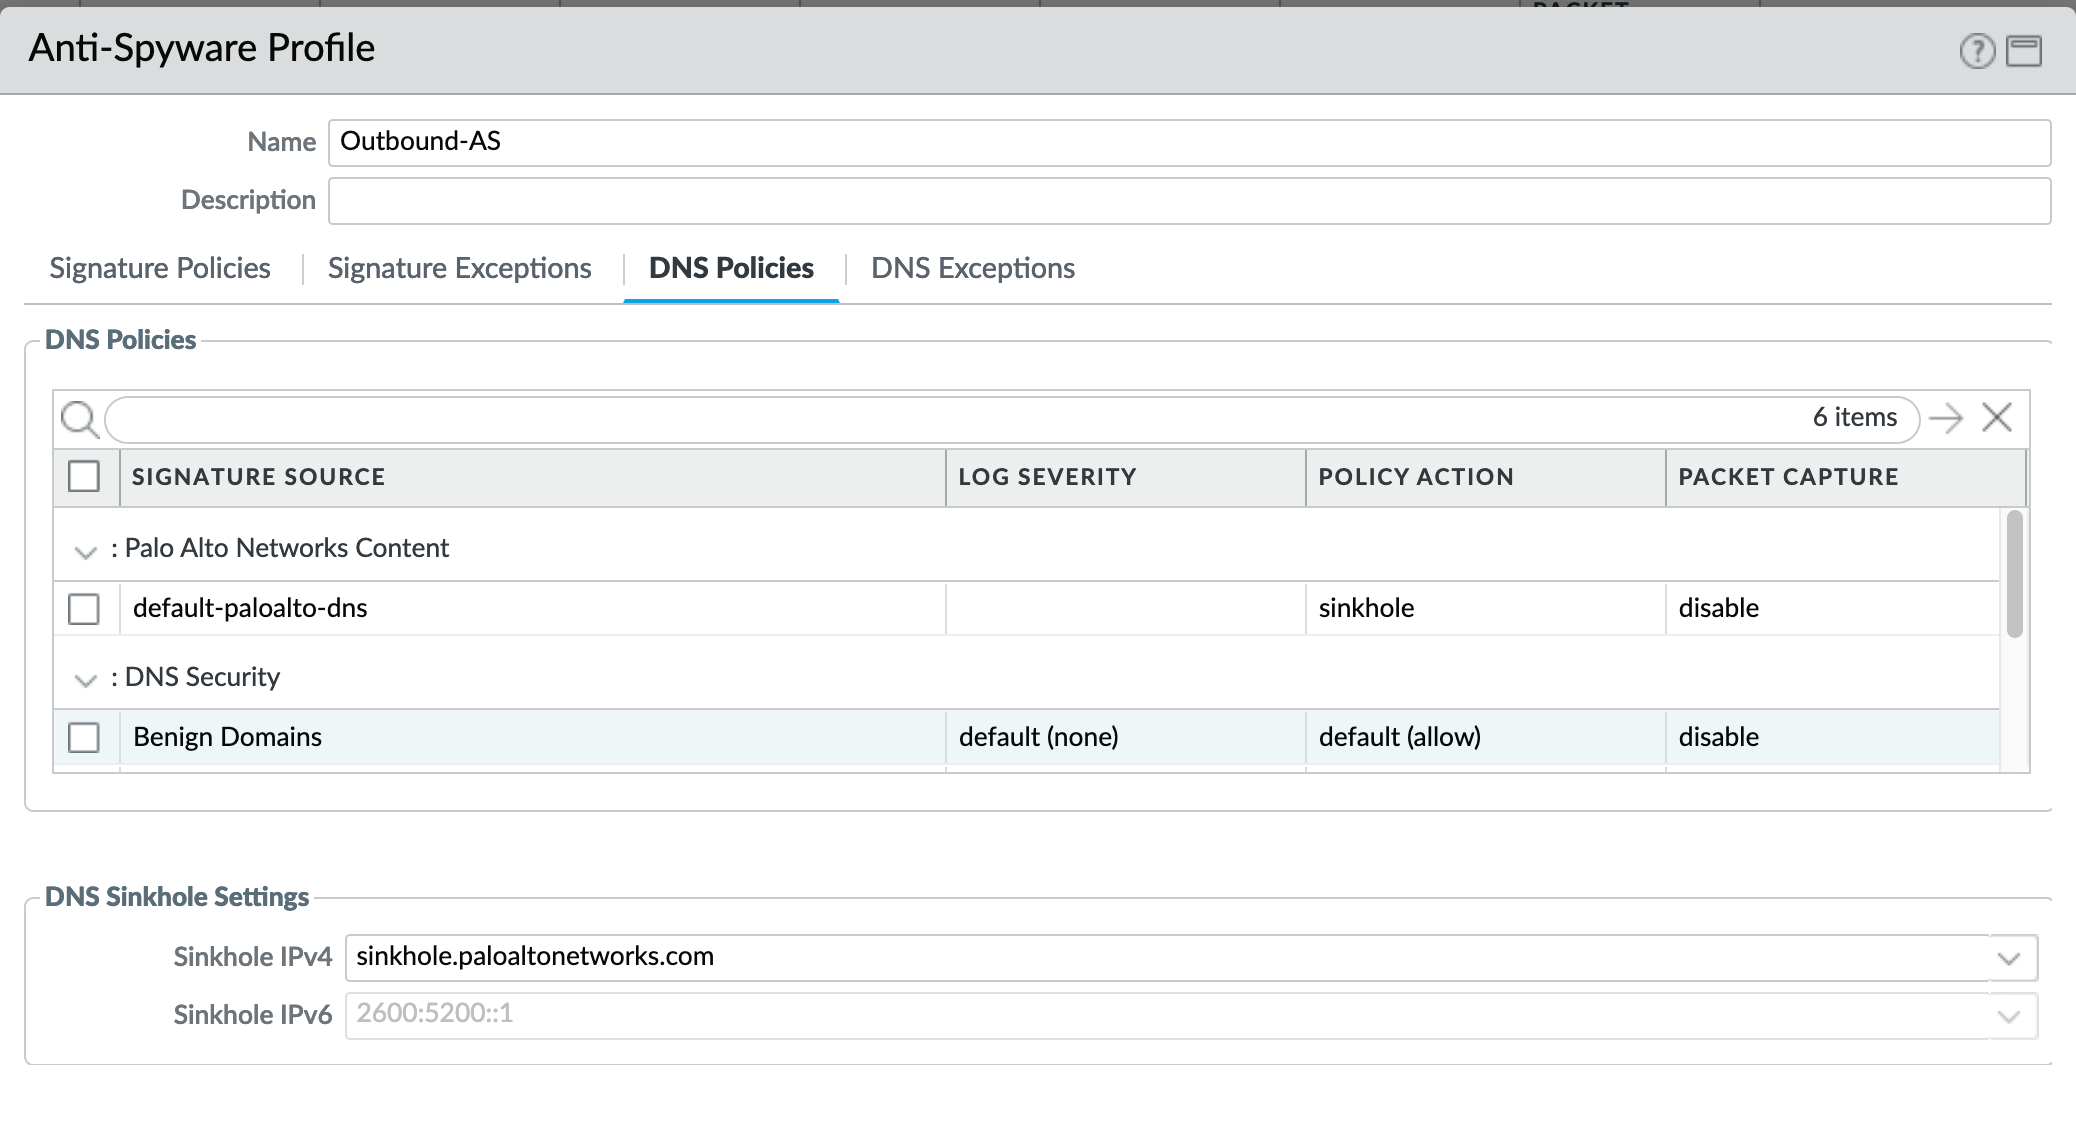 PACKET
Anti-Spyware Profile
Name Outbound-AS
Description
Signature Policies Signature Exceptions DNS Policies DNS Exceptions
DNS Policies
6 items
SIGNATURE SOURCE LOG SEVERITY POLICY ACTION PACKET CAPTURE
: Palo Alto Networks Content
default-paloalto-dns sinkhole disable
: DNS Security
Benign Domains default (none) default (allow) disable
DNS Sinkhole Settings
Sinkhole IPv4 sinkhole.paloaltonetworks.com
Sinkhole IPv6 2600:5200::1